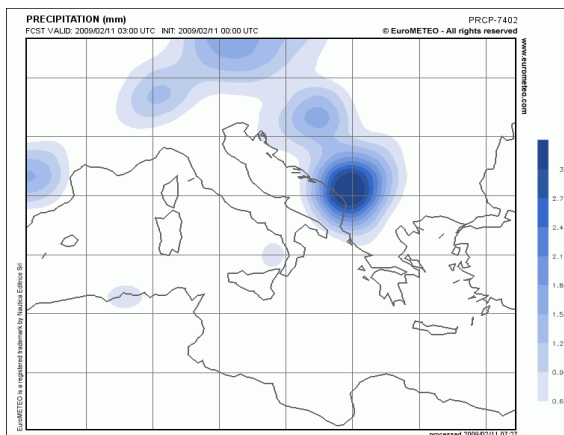 PRECIPITATION (mm)
PRCP-7402
FCST VALID: 2009/02/11 03:00 UTC INIT: 2009/02/11 00:00 UTC
© EuroMETEO - All rights reserved
www.eurometeo.com
3
2.7
2.4
2.1
1.8
1.5
1.2
0.9
0.6
EuroMETEO is a registered trademark by Nautica Editrice Srl
processed 2009/02/11 07:27